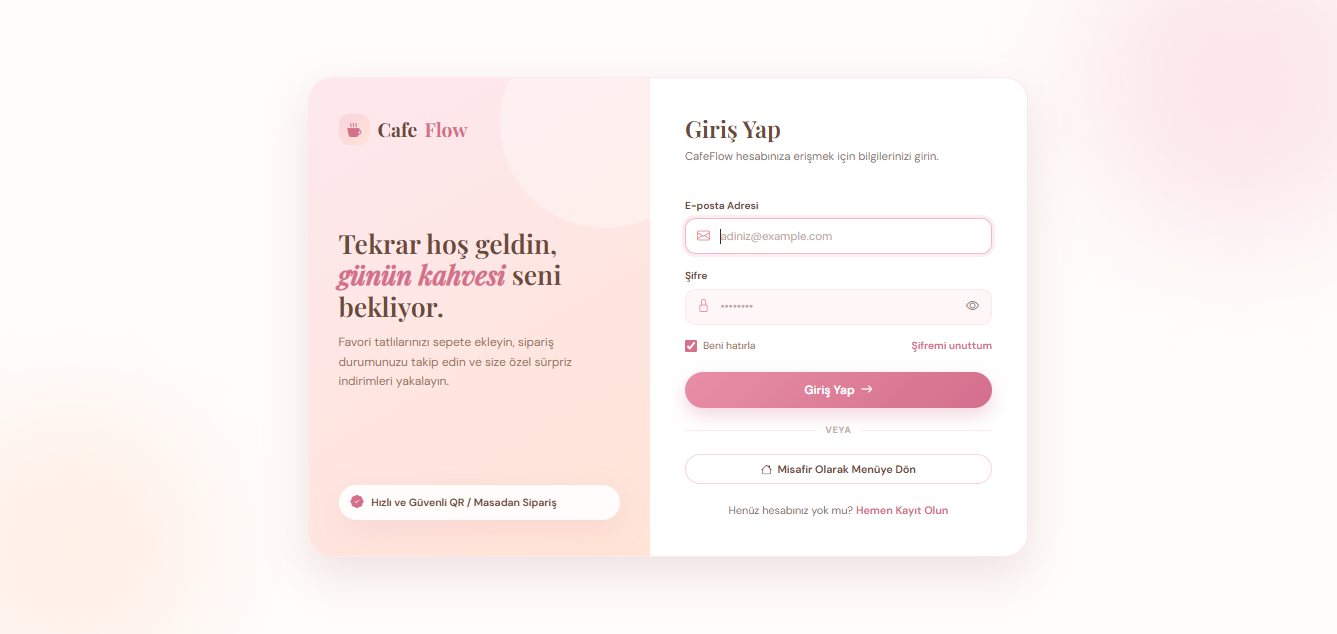 Cafe Flow
Tekrar hoş geldin,
günün kahvesi seni
bekliyor.
Favori tatlılarınızı sepete ekleyin, sipariş
durumunuzu takip edin ve size özel sürpriz
indirimleri yakalayın.
Hızlı ve Güvenli QR / Masadan Sipariş
Giriş Yap
CafeFlow hesabınıza erişmek için bilgilerinizi girin.
E-posta Adresi
adiniz@example.com
Şifre
••••••••
Beni hatırla
Şifremi unuttum
Giriş Yap →
VEYA
Misafir Olarak Menüye Dön
Henüz hesabınız yok mu? Hemen Kayıt Olun